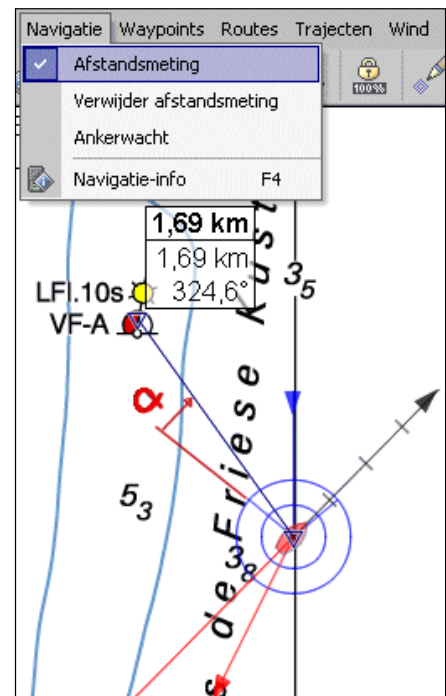 Navigatie Waypoints Routes Trajecten Wind
Afstandsmeting
100%
Verwijder afstandsmeting
Ankerwacht
Navigatie-info F4
1,69 km
1,69 km
324,6°
LFl.10s
VF-A
3 5
α
5 3
3 8
s de Friese Kust